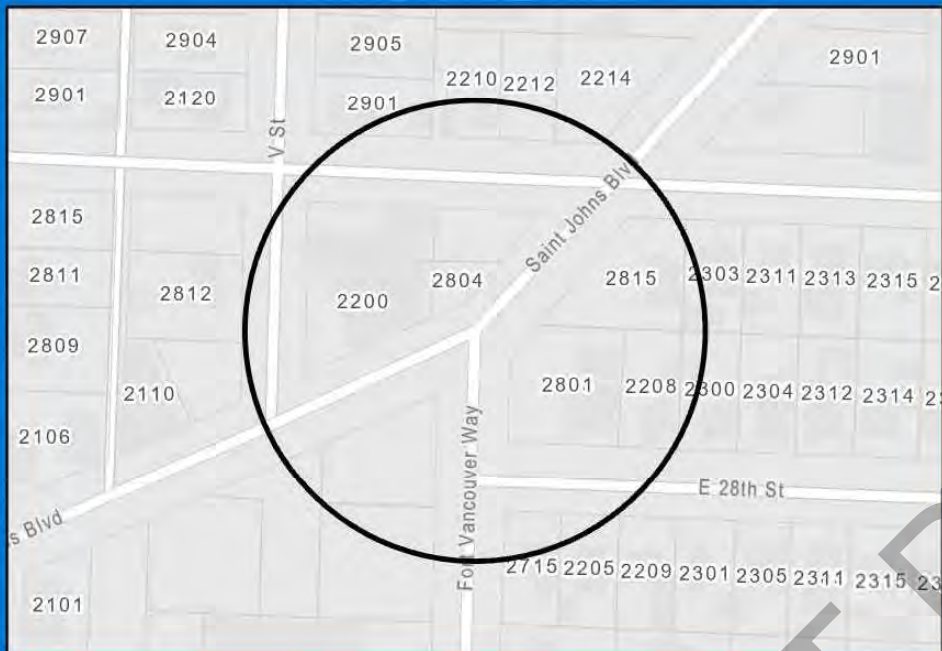 2907 2904 2905 2901
2210 2212 2214
2901 2120 2901
V St
Saint Johns Blvd
2815
2811 2812 2200 2804 2815 2303 2311 2313 2315 2
2809
2110 2801 2208 2300 2304 2312 2314
2106
Fort Vancouver Way
E 28th St
s Blvd
2715 2205 2209 2301 2305 2311 2315 23
2101